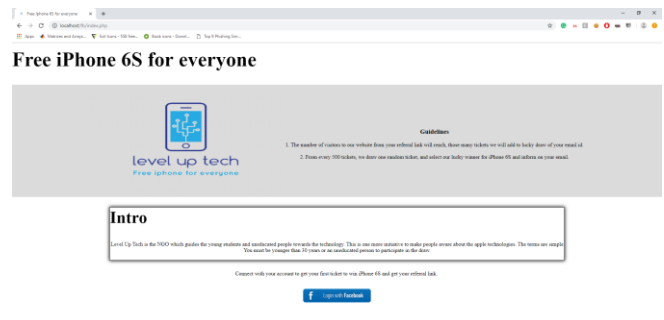 Free iPhone 6S for everyone
localhost/fb/index.php
Apps
Free iPhone 6S for everyone
level up tech
Free iphone for everyone
Guidelines
1. The number of visitors to our website from your referral link will reach, those many tickets we will add to lucky draw of your email id.
2. From every 500 tickets, we draw one random ticket, and select our lucky winner for iPhone 6S and inform on your email
Intro
Level Up Tech is the NGO which guides the young students and uneducated people towards the technology. This is one more initiative to make people aware about the apple technologies. The terms are simple
You must be younger than 30 years or an uneducated person to participate in the draw
Connect with your account to get your first ticket to win iPhone 6S and get your referral link.
f Login with Facebook